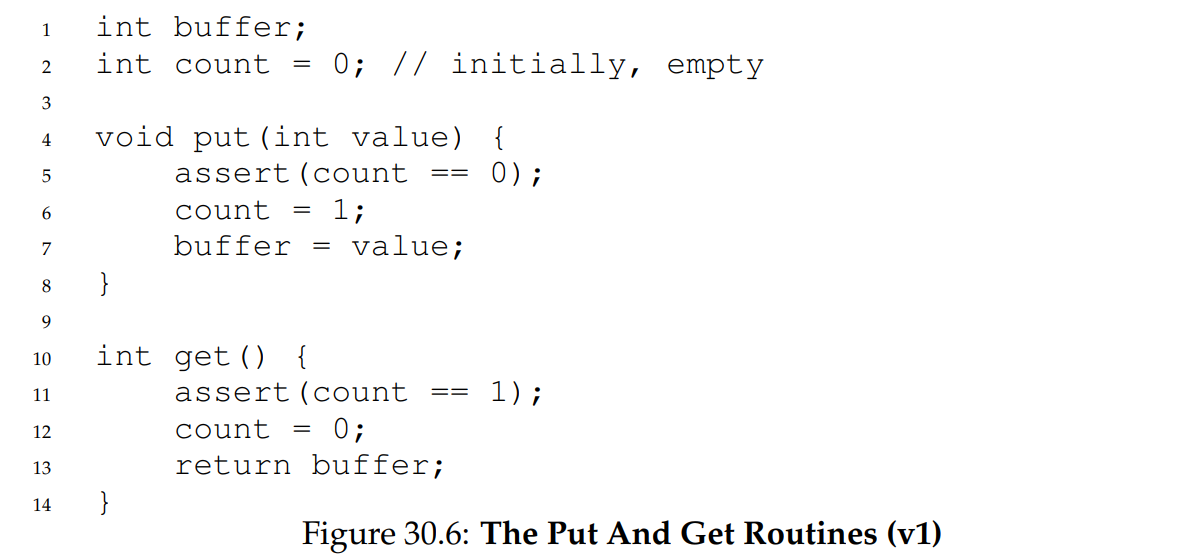 1 int buffer;
2 int count = 0; // initially, empty
3
4 void put(int value) {
5     assert(count == 0);
6     count = 1;
7     buffer = value;
8 }
9
10 int get() {
11     assert(count == 1);
12     count = 0;
13     return buffer;
14 }
Figure 30.6: The Put And Get Routines (v1)